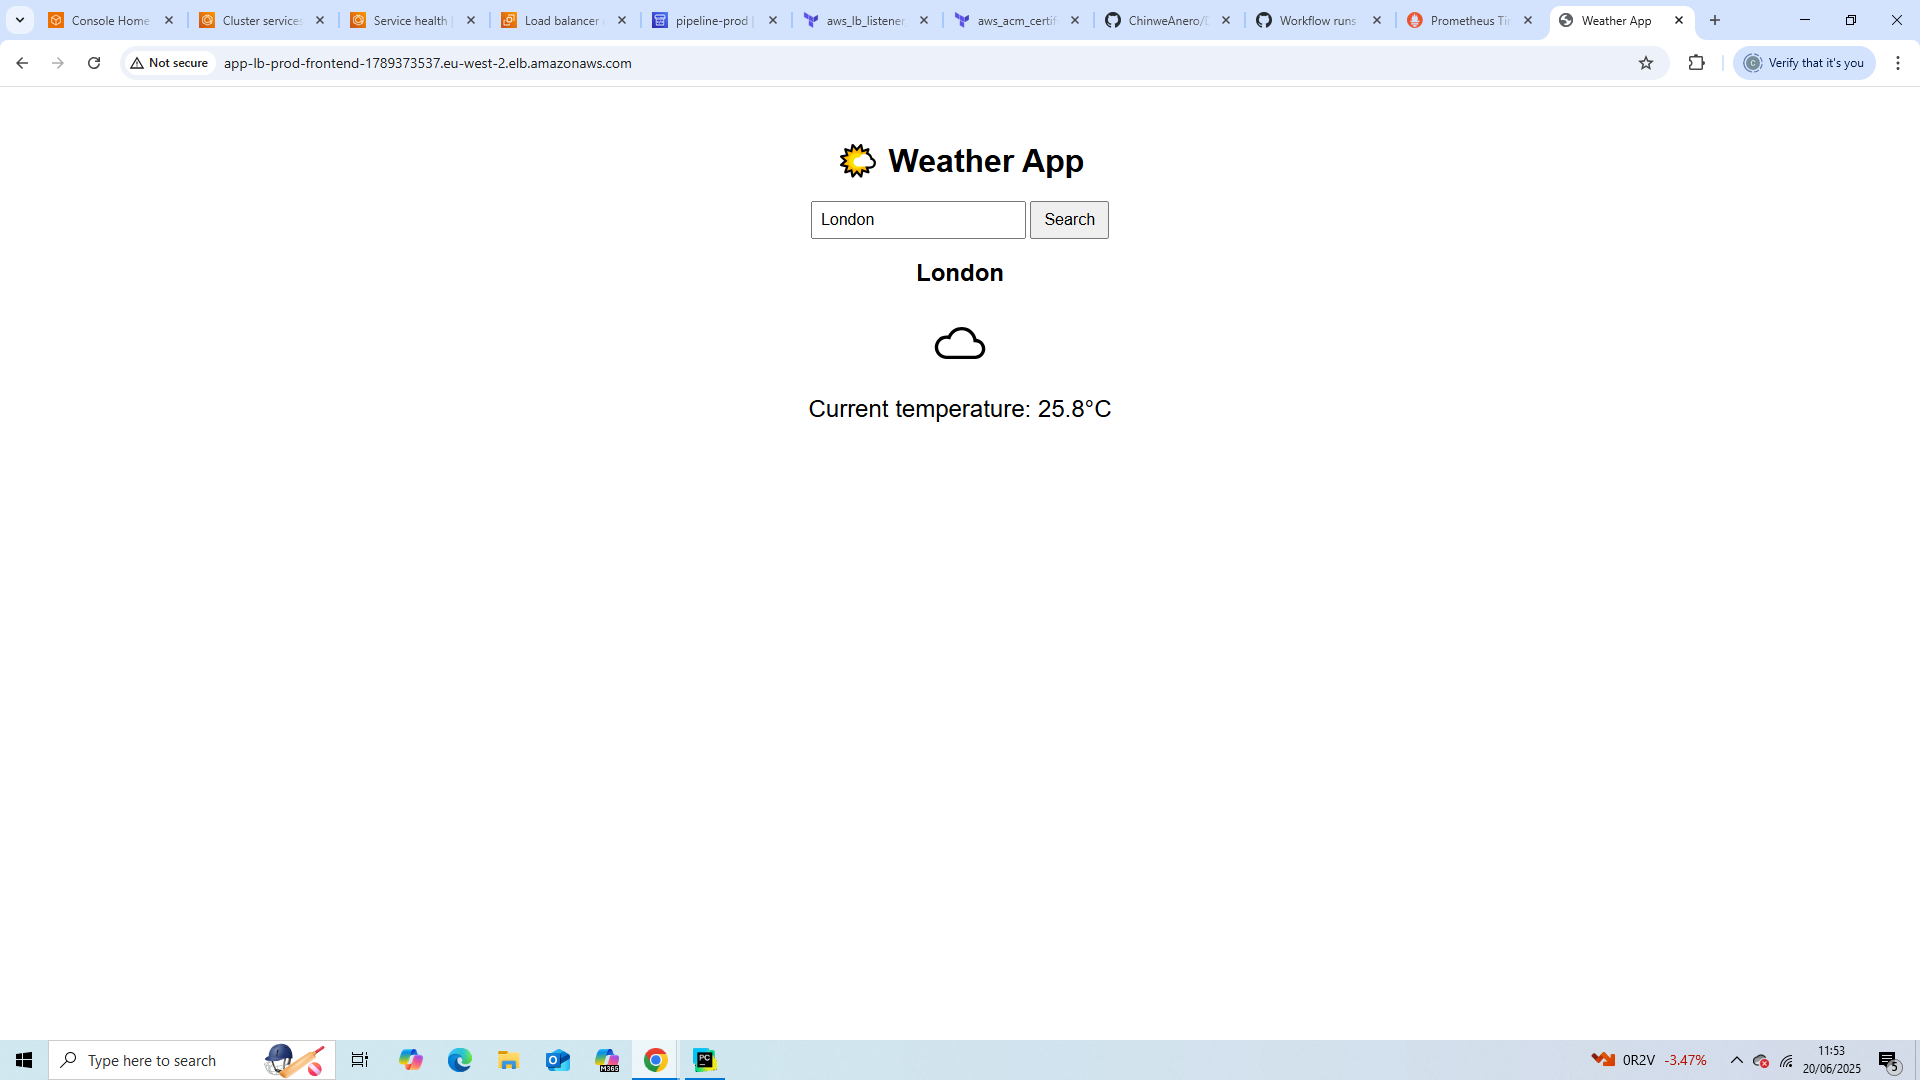 Console Home
Cluster services
Service health
Load balancer
pipeline-prod
aws_lb_listener
aws_acm_certif
ChinweAnero/
Workflow runs
Prometheus Ti
Weather App
Not secure
app-lb-prod-frontend-1789373537.eu-west-2.elb.amazonaws.com
C
Verify that it's you
Weather App
London
Search
London
Current temperature: 25.8°C
Type here to search
M365
PC
0R2V -3.47%
11:53
20/06/2025
5